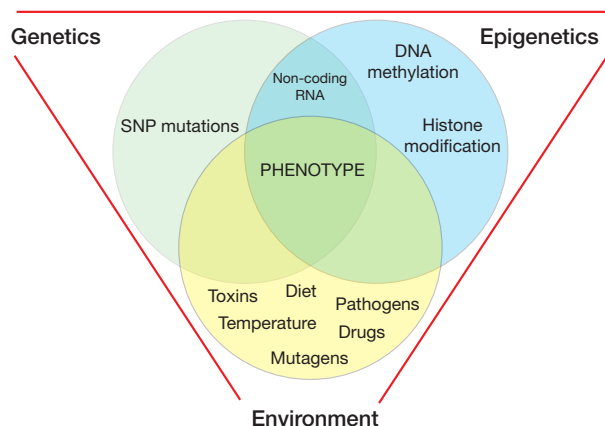 Genetics
Epigenetics
DNA
methylation
Non-coding
RNA
SNP mutations
Histone
modification
PHENOTYPE
Toxins
Diet
Pathogens
Temperature
Drugs
Mutagens
Environment